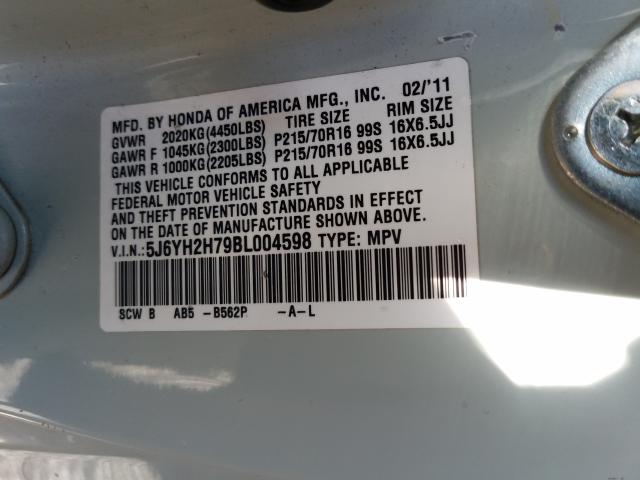 MFD. BY HONDA OF AMERICA MFG., INC. 02/'11
TIRE SIZE RIM SIZE
GVWR 2020KG(4450LBS)
GAWR F 1045KG(2300LBS) P215/70R16 99S 16X6.5JJ
GAWR R 1000KG(2205LBS) P215/70R16 99S 16X6.5JJ
THIS VEHICLE CONFORMS TO ALL APPLICABLE
FEDERAL MOTOR VEHICLE SAFETY
AND THEFT PREVENTION STANDARDS IN EFFECT
ON THE DATE OF MANUFACTURE SHOWN ABOVE.
V.I.N.:5J6YH2H79BL004598 TYPE: MPV
SCW B AB5 -B562P -A-L